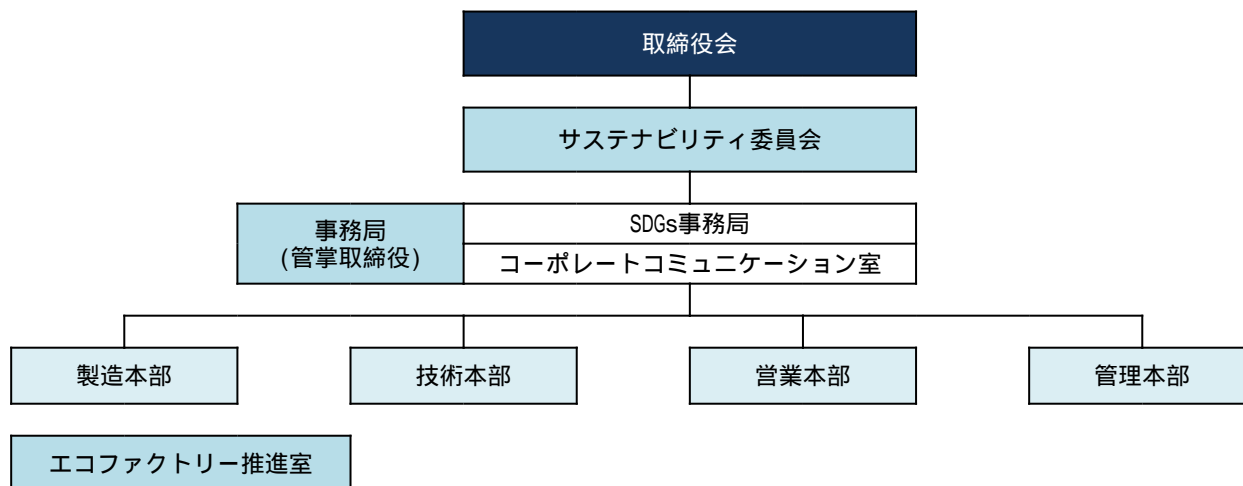 取締役会
サステナビリティ委員会
事務局
(管掌取締役)
SDGs事務局
コーポレートコミュニケーション室
製造本部
技術本部
営業本部
管理本部
エコファクトリー推進室